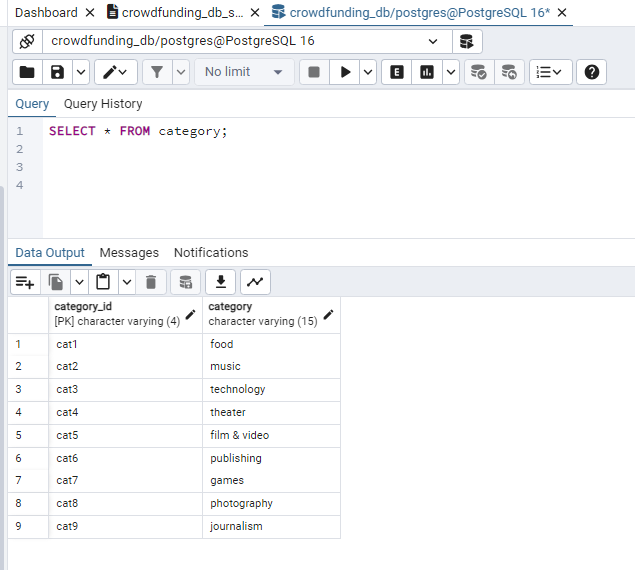 Dashboard crowdfunding_db_s... crowdfunding_db/postgres@PostgreSQL 16*
crowdfunding_db/postgres@PostgreSQL 16
No limit
E
Query Query History
1 SELECT * FROM category;
2
3
4
Data Output Messages Notifications
category_id category
[PK] character varying (4) character varying (15)
1 cat1 food
2 cat2 music
3 cat3 technology
4 cat4 theater
5 cat5 film & video
6 cat6 publishing
7 cat7 games
8 cat8 photography
9 cat9 journalism